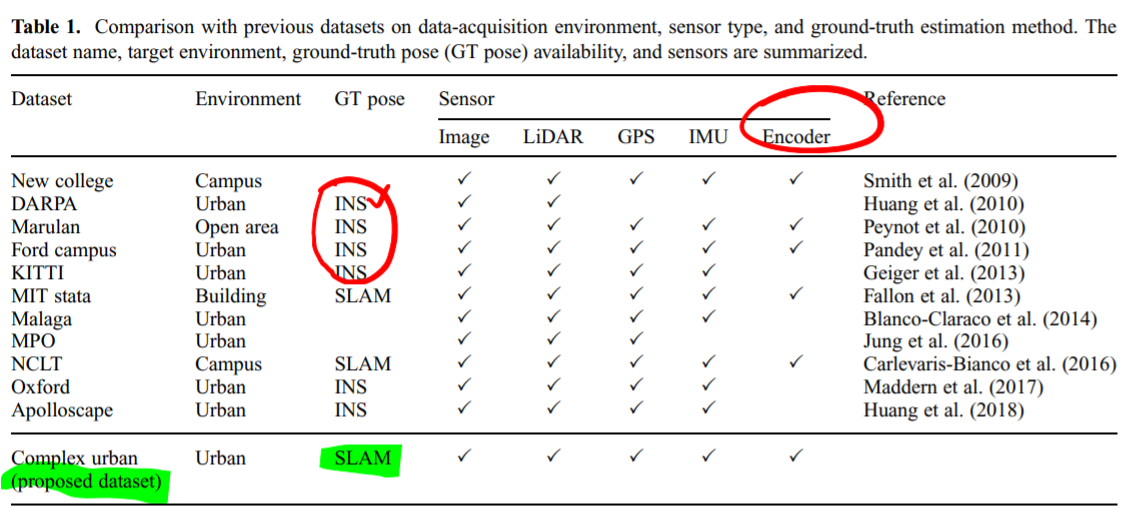 Table 1. Comparison with previous datasets on data-acquisition environment, sensor type, and ground-truth estimation method. The
dataset name, target environment, ground-truth pose (GT pose) availability, and sensors are summarized.
Dataset Environment GT pose Sensor Reference
Image LiDAR GPS IMU Encoder
New college Campus ✓ ✓ ✓ ✓ ✓ Smith et al. (2009)
DARPA Urban INS ✓ ✓ Huang et al. (2010)
Marulan Open area INS ✓ ✓ ✓ ✓ ✓ Peynot et al. (2010)
Ford campus Urban INS ✓ ✓ ✓ ✓ ✓ Pandey et al. (2011)
KITTI Urban INS ✓ ✓ ✓ ✓ Geiger et al. (2013)
MIT stata Building SLAM ✓ ✓ ✓ ✓ ✓ Fallon et al. (2013)
Malaga Urban ✓ ✓ ✓ ✓ Blanco-Claraco et al. (2014)
MPO Urban ✓ ✓ ✓ Jung et al. (2016)
NCLT Campus SLAM ✓ ✓ ✓ ✓ ✓ Carlevaris-Bianco et al. (2016)
Oxford Urban INS ✓ ✓ ✓ ✓ Maddern et al. (2017)
Apolloscape Urban INS ✓ ✓ ✓ ✓ Huang et al. (2018)
Complex urban Urban SLAM ✓ ✓ ✓ ✓ ✓
(proposed dataset)